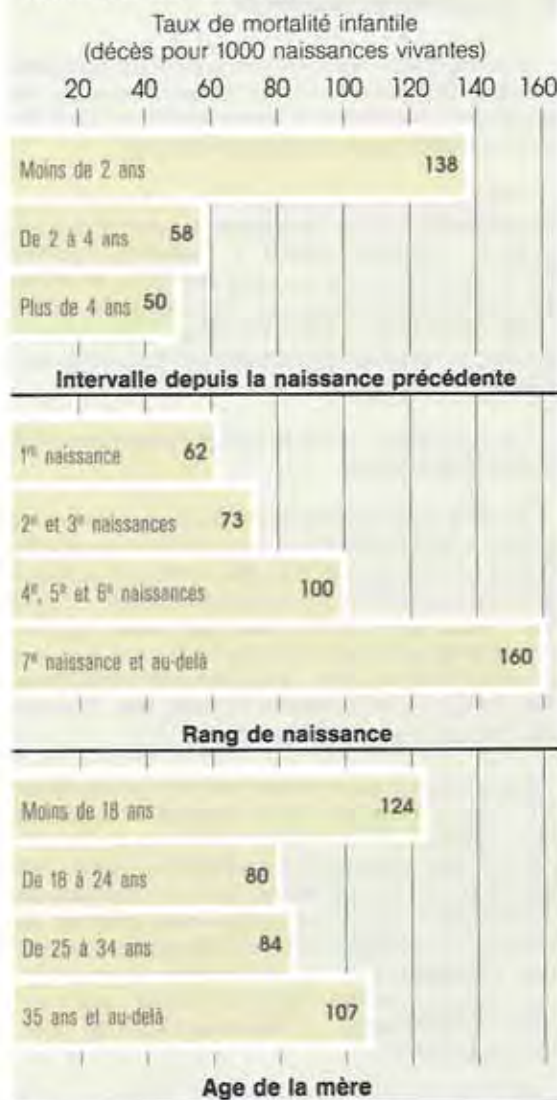 Taux de mortalité infantile
(décès pour 1000 naissances vivantes)
20 40 60 80 100 120 140 160
Moins de 2 ans 138
De 2 à 4 ans 58
Plus de 4 ans 50
Intervalle depuis la naissance précédente
1re naissance 62
2e et 3e naissances 73
4e, 5e et 6e naissances 100
7e naissance et au-delà 160
Rang de naissance
Moins de 18 ans 124
De 18 à 24 ans 80
De 25 à 34 ans 84
35 ans et au-delà 107
Age de la mère